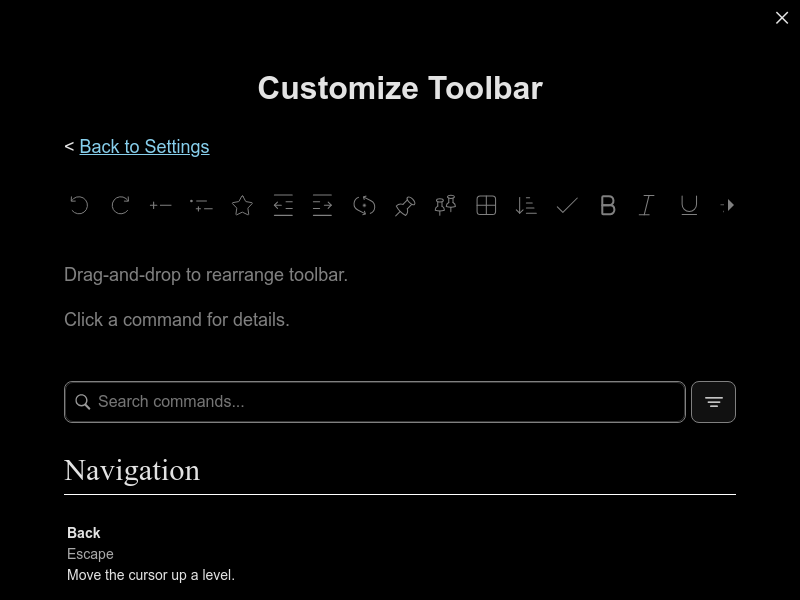 Customize Toolbar
< Back to Settings
Drag-and-drop to rearrange toolbar.
Click a command for details.
Search commands...
Navigation
Back
Escape
Move the cursor up a level.